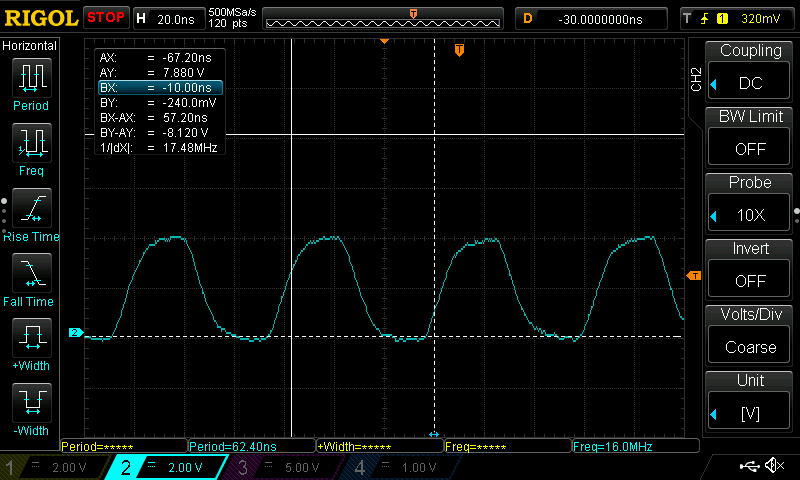 RIGOL STOP H 20.0ns 500MSa/s 120 pts T D -30.0000000ns T 1 320mV
Horizontal
Period
Freq
Rise Time
Fall Time
+Width
-Width
AX: = -67.20ns
AY: = 7.880 V
BX: = -10.00ns
BY: = -240.0mV
BX-AX: = 57.20ns
BY-AY: = -8.120 V
1/|dX|: = 17.48MHz
T
T
2
CH2
Coupling
DC
BW Limit
OFF
Probe
10X
Invert
OFF
Volts/Div
Coarse
Unit
[V]
Period=***** Period=62.40ns +Width=***** Freq=***** Freq=16.0MHz
1 = 2.00 V 2 = 2.00 V 3 = 5.00 V 4 = 1.00 V